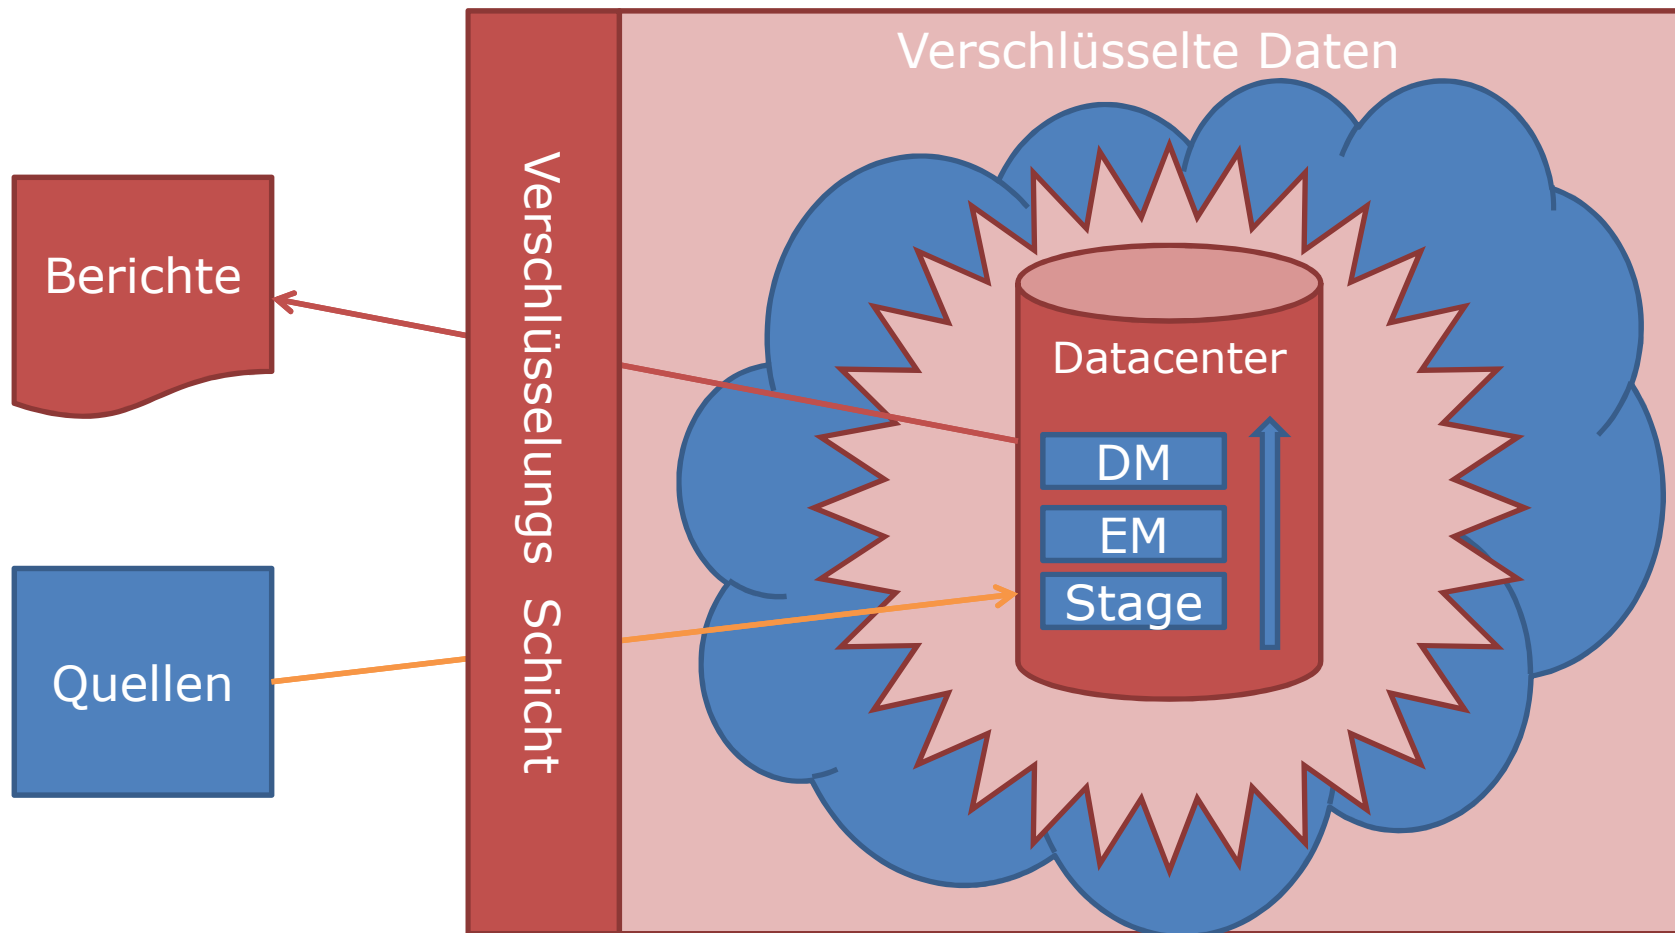 Verschlüsselte Daten
Verschlüsselungs Schicht
Berichte
Quellen
Datacenter
DM
EM
Stage